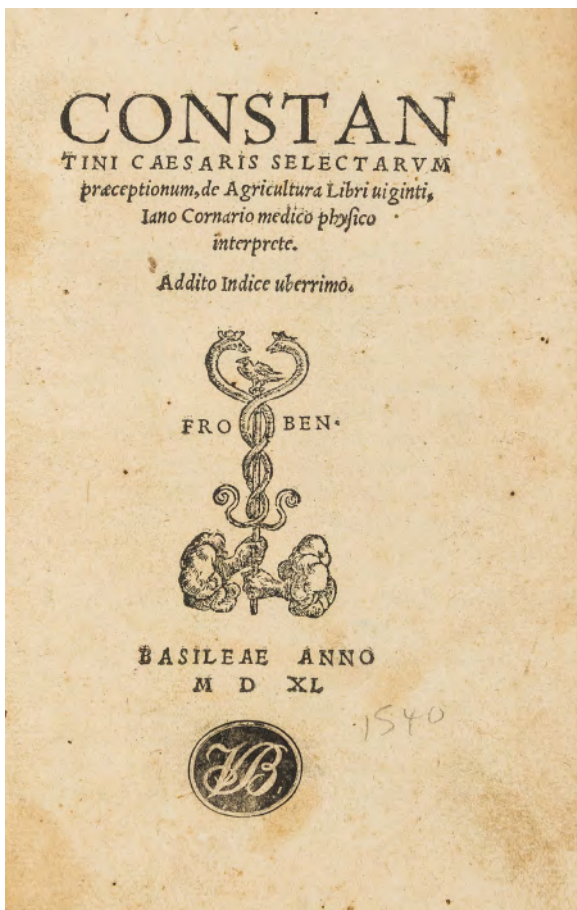 CONSTAN
TINI CAESARIS SELECTARVM
præceptionum, de Agricultura Libri uiginti,
Iano Cornario medico physico
interprete.
Addito Indice uberrimo.
FRO BEN.
BASILEAE ANNO
M D XL
1540
VB